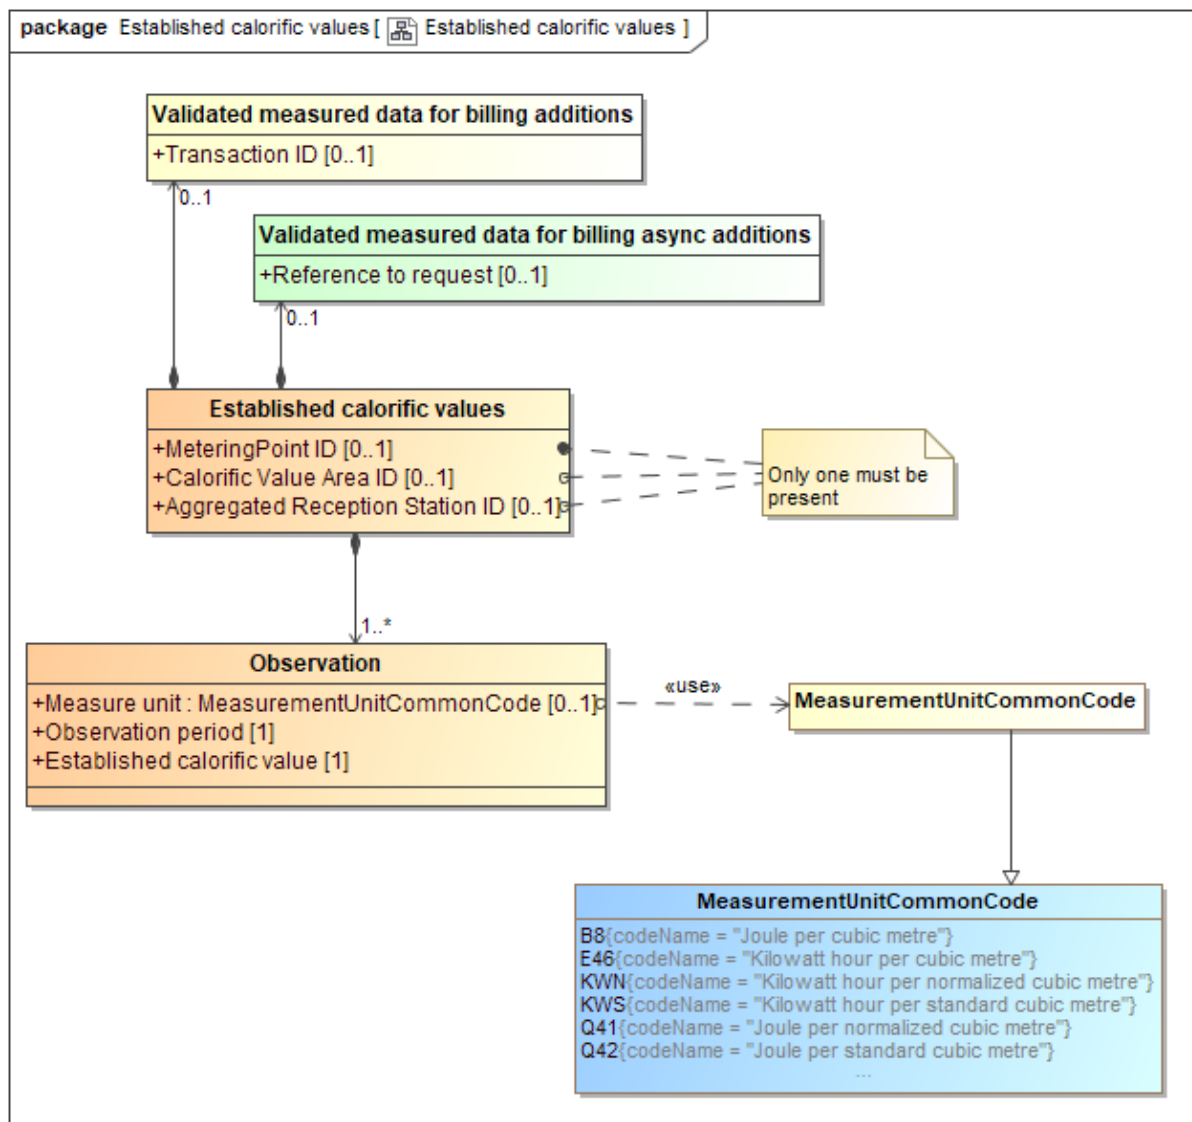 package Established calorific values [ Established calorific values ]
Validated measured data for billing additions
+Transaction ID [0..1]
0..1
Validated measured data for billing async additions
+Reference to request [0..1]
0..1
Established calorific values
+MeteringPoint ID [0..1]
+Calorific Value Area ID [0..1]
+Aggregated Reception Station ID [0..1]
Only one must be
present
1..*
Observation
+Measure unit : MeasurementUnitCommonCode [0..1]
+Observation period [1]
+Established calorific value [1]
«use»
MeasurementUnitCommonCode
MeasurementUnitCommonCode
B8{codeName = "Joule per cubic metre"}
E46{codeName = "Kilowatt hour per cubic metre"}
KWN{codeName = "Kilowatt hour per normalized cubic metre"}
KWS{codeName = "Kilowatt hour per standard cubic metre"}
Q41{codeName = "Joule per normalized cubic metre"}
Q42{codeName = "Joule per standard cubic metre"}
...